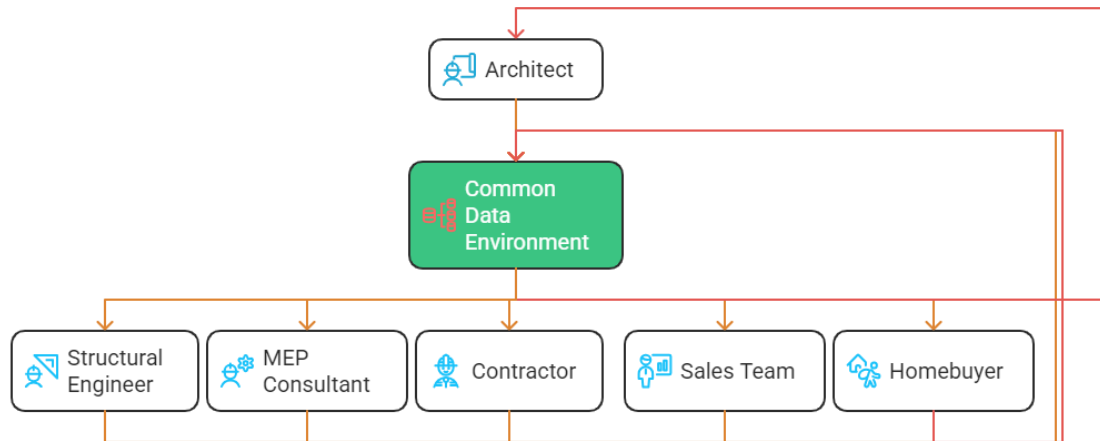 Architect
Common
Data
Environment
Structural
Engineer
MEP
Consultant
Contractor
Sales Team
Homebuyer